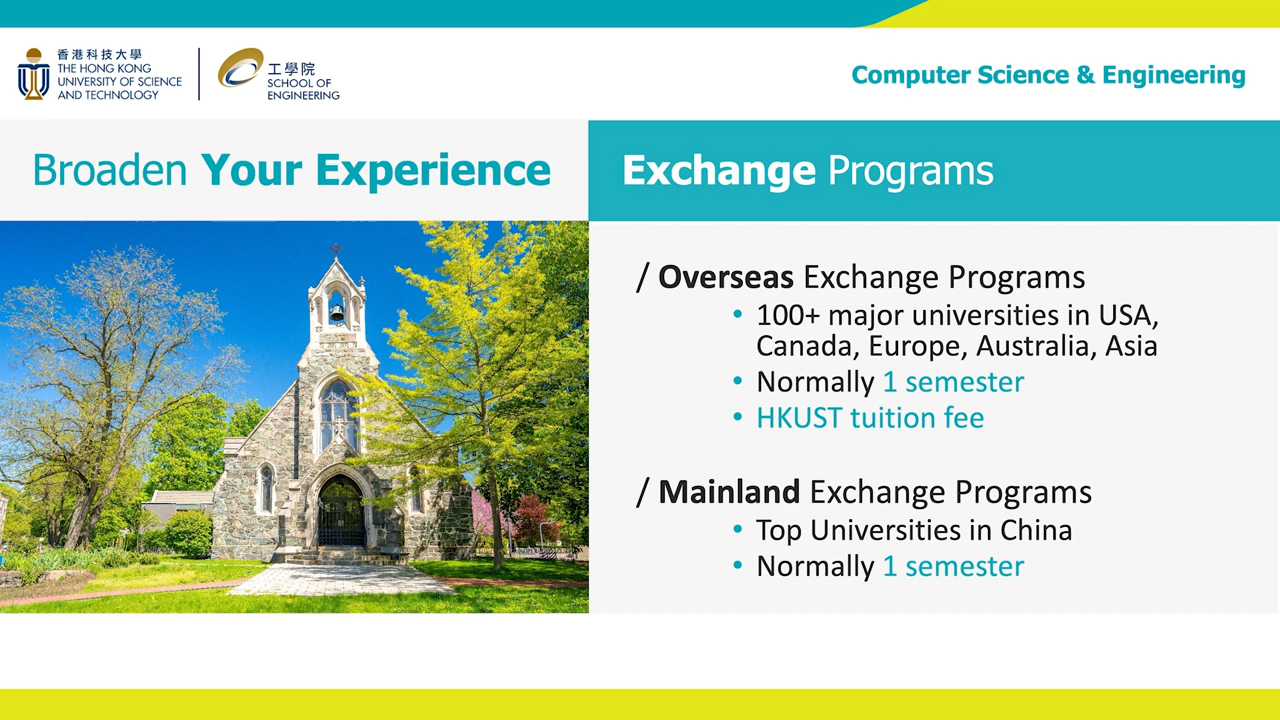 香港科技大學
THE HONG KONG
UNIVERSITY OF SCIENCE
AND TECHNOLOGY
工學院
SCHOOL OF
ENGINEERING
Computer Science & Engineering
Broaden Your Experience
Exchange Programs
/ Overseas Exchange Programs
• 100+ major universities in USA,
Canada, Europe, Australia, Asia
• Normally 1 semester
• HKUST tuition fee
/ Mainland Exchange Programs
• Top Universities in China
• Normally 1 semester